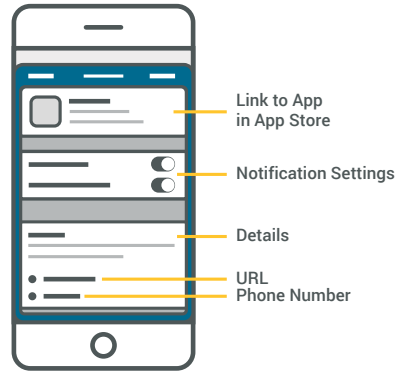 Link to App
in App Store
Notification Settings
Details
URL
Phone Number